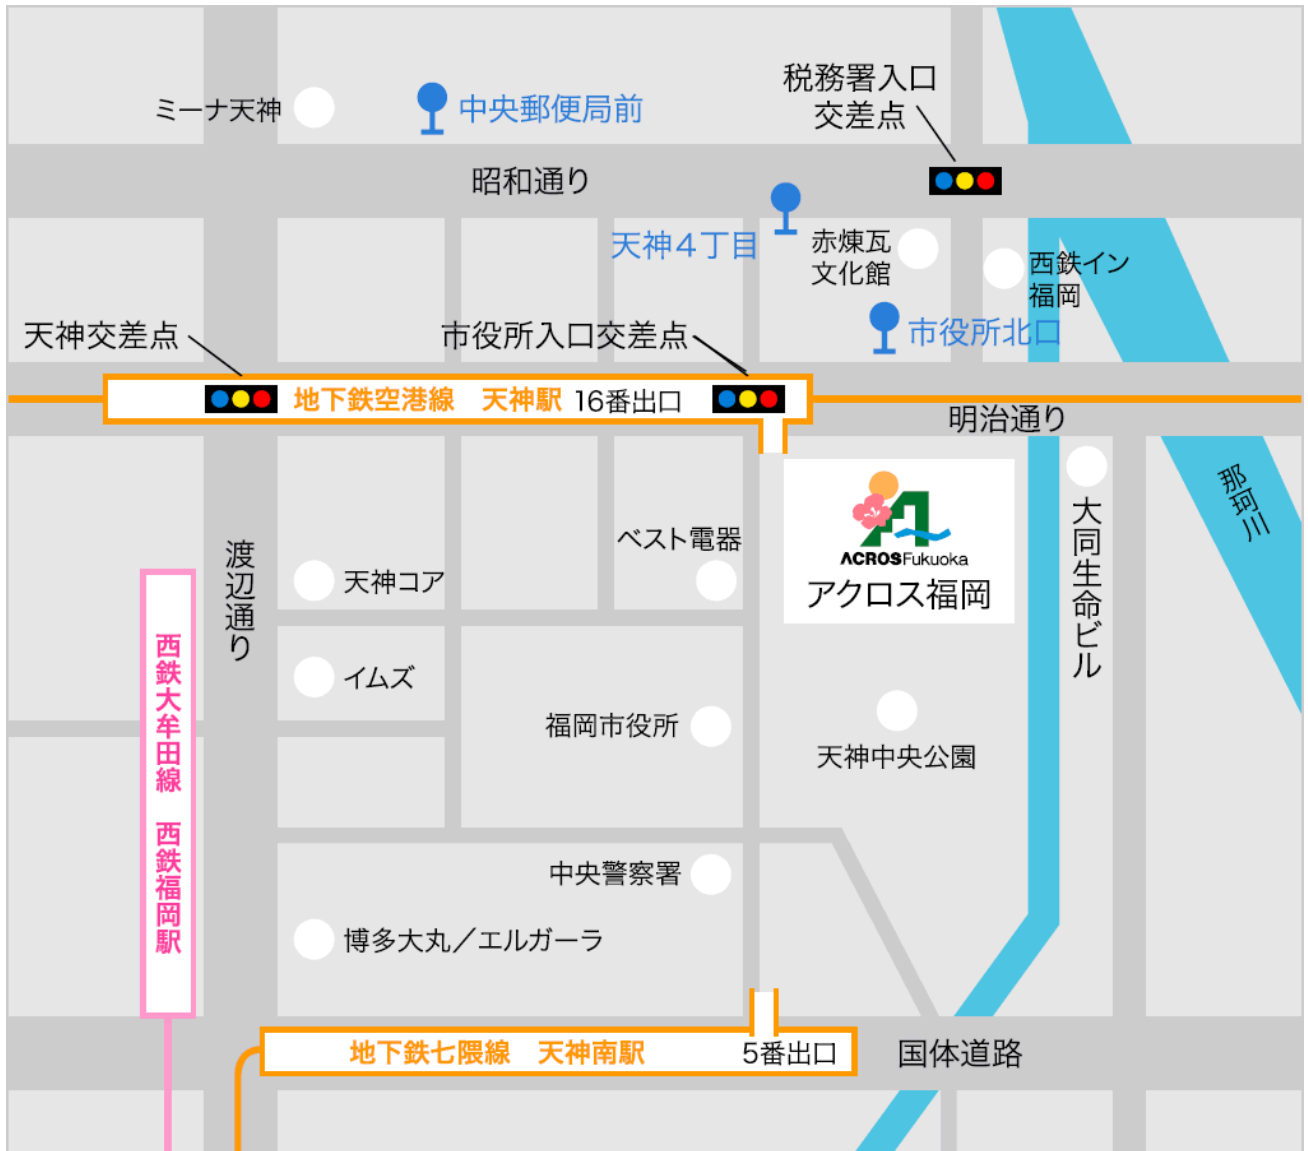 税務署入口
交差点
ミーナ天神
中央郵便局前
昭和通り
天神4丁目
赤煉瓦
文化館
西鉄イン
福岡
天神交差点
市役所入口交差点
市役所北口
地下鉄空港線 天神駅 16番出口
明治通り
那珂川
ACROS Fukuoka
アクロス福岡
大同生命ビル
渡辺通り
ベスト電器
天神コア
イムズ
西鉄大牟田線 西鉄福岡駅
福岡市役所
天神中央公園
中央警察署
博多大丸／エルガーラ
地下鉄七隈線 天神南駅 5番出口
国体道路